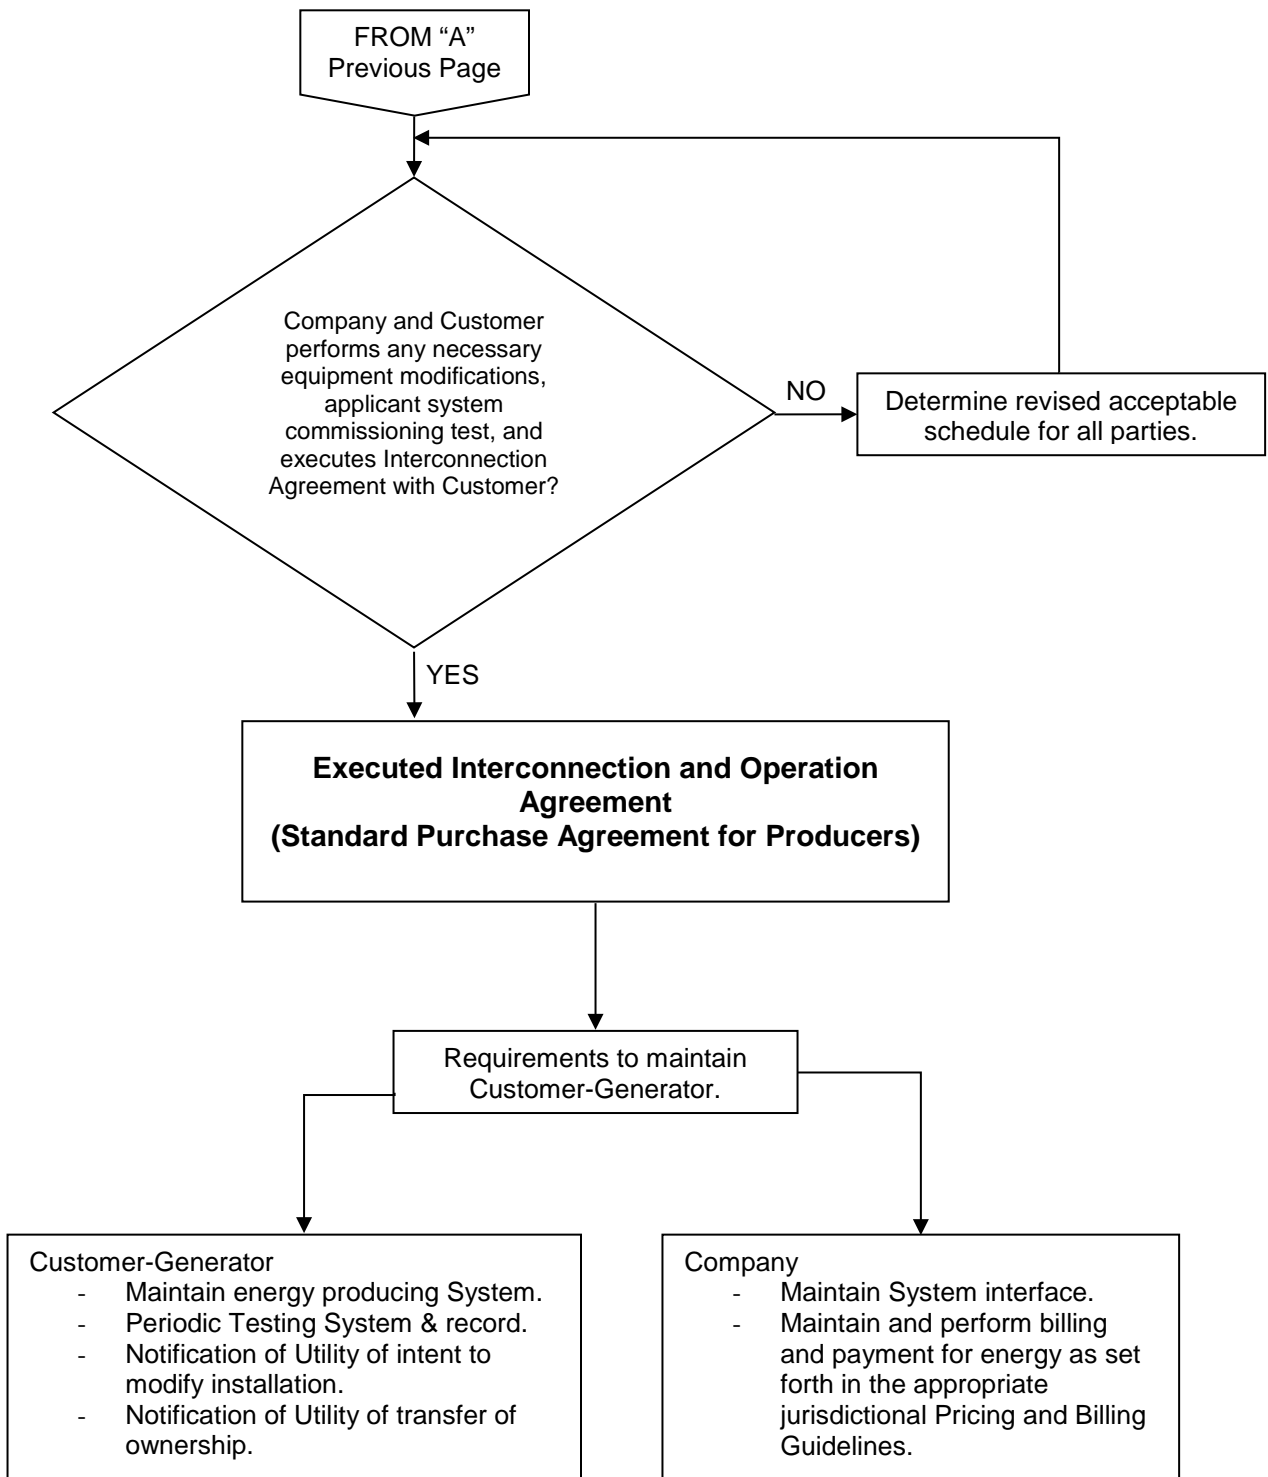 FROM “A”
Previous Page
Company and Customer
performs any necessary
equipment modifications,
applicant system
commissioning test, and
executes Interconnection
Agreement with Customer?
NO
Determine revised acceptable
schedule for all parties.
YES
Executed Interconnection and Operation
Agreement
(Standard Purchase Agreement for Producers)
Requirements to maintain
Customer-Generator.
Customer-Generator
- Maintain energy producing System.
- Periodic Testing System & record.
- Notification of Utility of intent to
modify installation.
- Notification of Utility of transfer of
ownership.
Company
- Maintain System interface.
- Maintain and perform billing
and payment for energy as set
forth in the appropriate
jurisdictional Pricing and Billing
Guidelines.